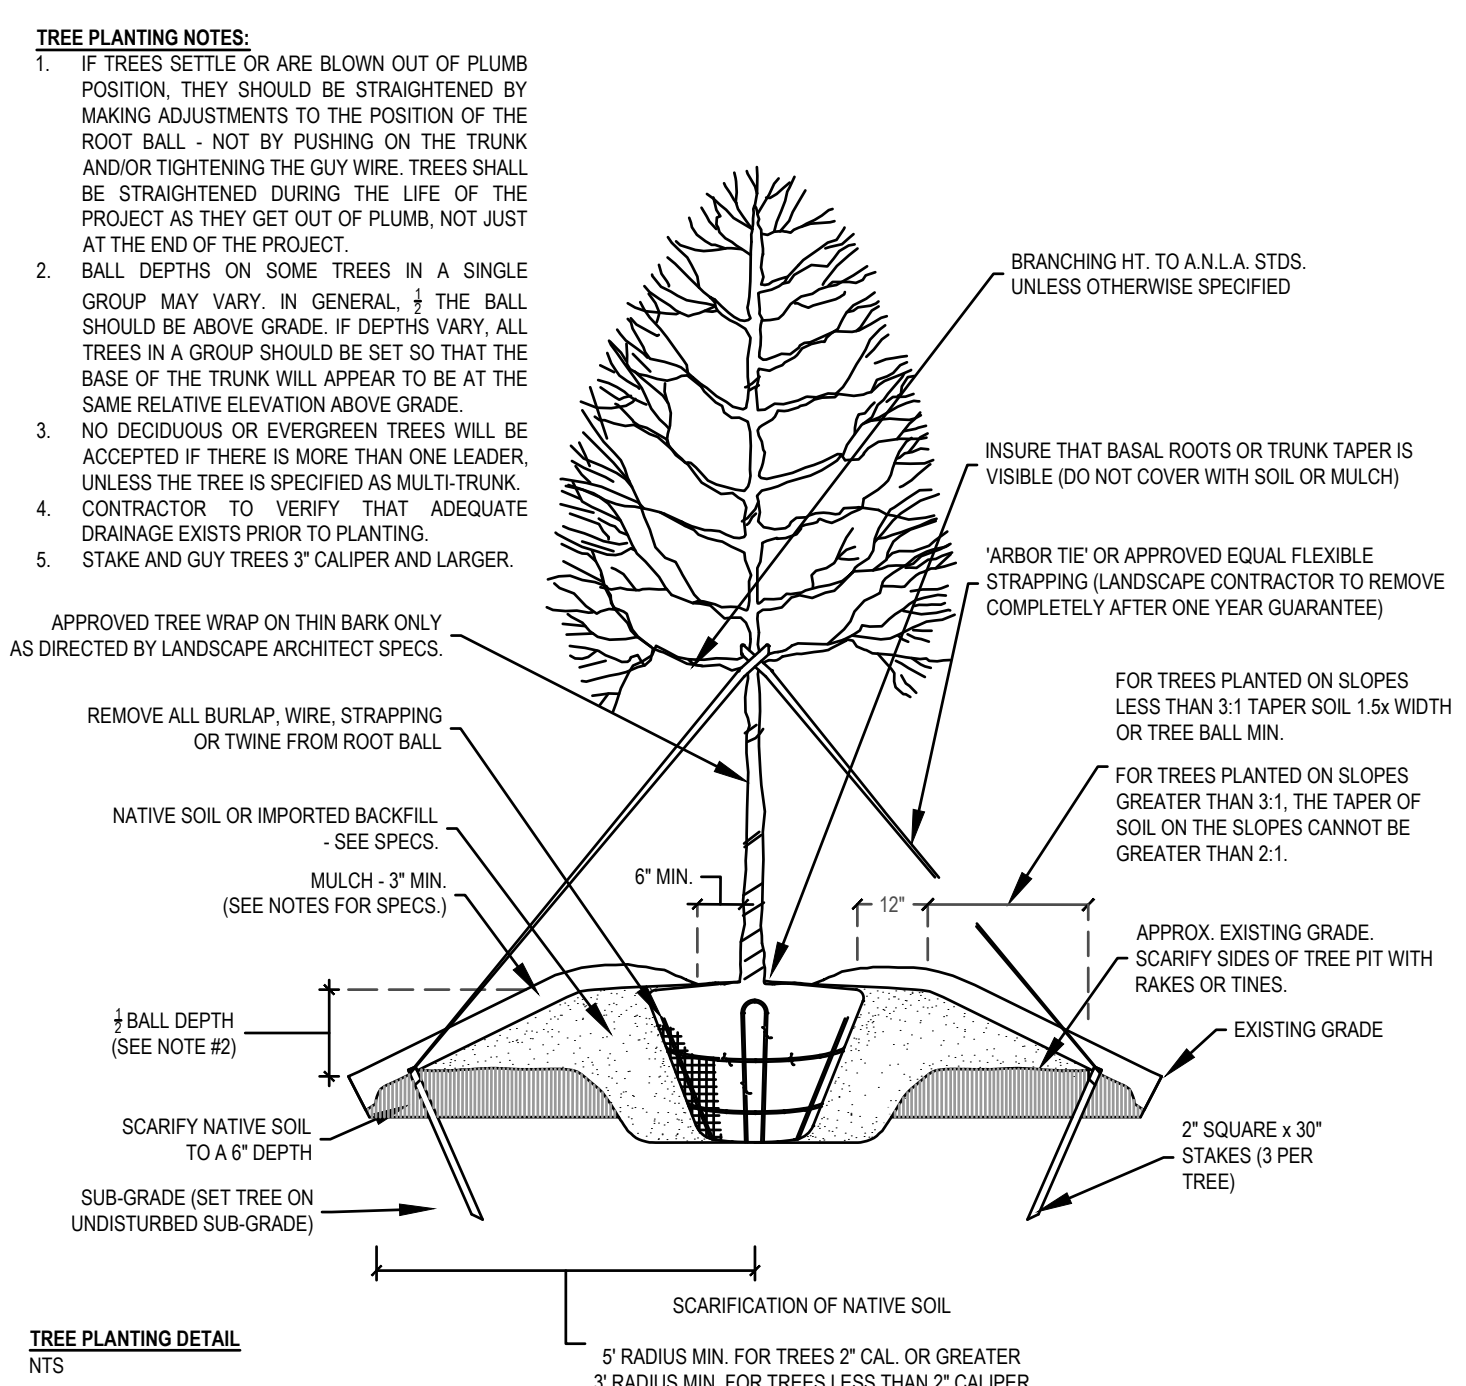 TREE PLANTING NOTES:
1. IF TREES SETTLE OR ARE BLOWN OUT OF PLUMB
POSITION, THEY SHOULD BE STRAIGHTENED BY
MAKING ADJUSTMENTS TO THE POSITION OF THE
ROOT BALL - NOT BY PUSHING ON THE TRUNK
AND/OR TIGHTENING THE GUY WIRE. TREES SHALL
BE STRAIGHTENED DURING THE LIFE OF THE
PROJECT AS THEY GET OUT OF PLUMB, NOT JUST
AT THE END OF THE PROJECT.
2. BALL DEPTHS ON SOME TREES IN A SINGLE
GROUP MAY VARY. IN GENERAL, 1/2 THE BALL
SHOULD BE ABOVE GRADE. IF DEPTHS VARY, ALL
TREES IN A GROUP SHOULD BE SET SO THAT THE
BASE OF THE TRUNK WILL APPEAR TO BE AT THE
SAME RELATIVE ELEVATION ABOVE GRADE.
3. NO DECIDUOUS OR EVERGREEN TREES WILL BE
ACCEPTED IF THERE IS MORE THAN ONE LEADER,
UNLESS THE TREE IS SPECIFIED AS MULTI-TRUNK.
4. CONTRACTOR TO VERIFY THAT ADEQUATE
DRAINAGE EXISTS PRIOR TO PLANTING.
5. STAKE AND GUY TREES 3" CALIPER AND LARGER.
APPROVED TREE WRAP ON THIN BARK ONLY
AS DIRECTED BY LANDSCAPE ARCHITECT SPECS.
REMOVE ALL BURLAP, WIRE, STRAPPING
OR TWINE FROM ROOT BALL
NATIVE SOIL OR IMPORTED BACKFILL
- SEE SPECS.
MULCH - 3" MIN.
(SEE NOTES FOR SPECS.)
1/2 BALL DEPTH
(SEE NOTE #2)
SCARIFY NATIVE SOIL
TO A 6" DEPTH
SUB-GRADE (SET TREE ON
UNDISTURBED SUB-GRADE)
6" MIN.
12"
BRANCHING HT. TO A.N.L.A. STDS.
UNLESS OTHERWISE SPECIFIED
INSURE THAT BASAL ROOTS OR TRUNK TAPER IS
VISIBLE (DO NOT COVER WITH SOIL OR MULCH)
'ARBOR TIE' OR APPROVED EQUAL FLEXIBLE
STRAPPING (LANDSCAPE CONTRACTOR TO REMOVE
COMPLETELY AFTER ONE YEAR GUARANTEE)
FOR TREES PLANTED ON SLOPES
LESS THAN 3:1 TAPER SOIL 1.5x WIDTH
OR TREE BALL MIN.
FOR TREES PLANTED ON SLOPES
GREATER THAN 3:1, THE TAPER OF
SOIL ON THE SLOPES CANNOT BE
GREATER THAN 2:1.
APPROX. EXISTING GRADE.
SCARIFY SIDES OF TREE PIT WITH
RAKES OR TINES.
EXISTING GRADE
2" SQUARE x 30"
STAKES (3 PER
TREE)
SCARIFICATION OF NATIVE SOIL
5' RADIUS MIN. FOR TREES 2" CAL. OR GREATER
3' RADIUS MIN. FOR TREES LESS THAN 2" CALIPER
TREE PLANTING DETAIL
NTS